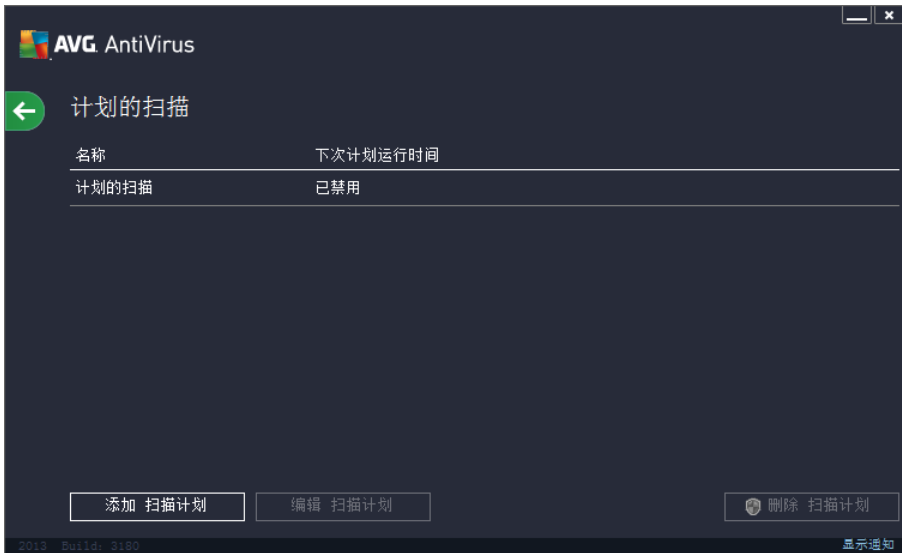 AVG. AntiVirus
计划的扫描
名称 下次计划运行时间
计划的扫描 已禁用
添加 扫描计划 编辑 扫描计划 删除 扫描计划
2013 Build: 3180 显示通知